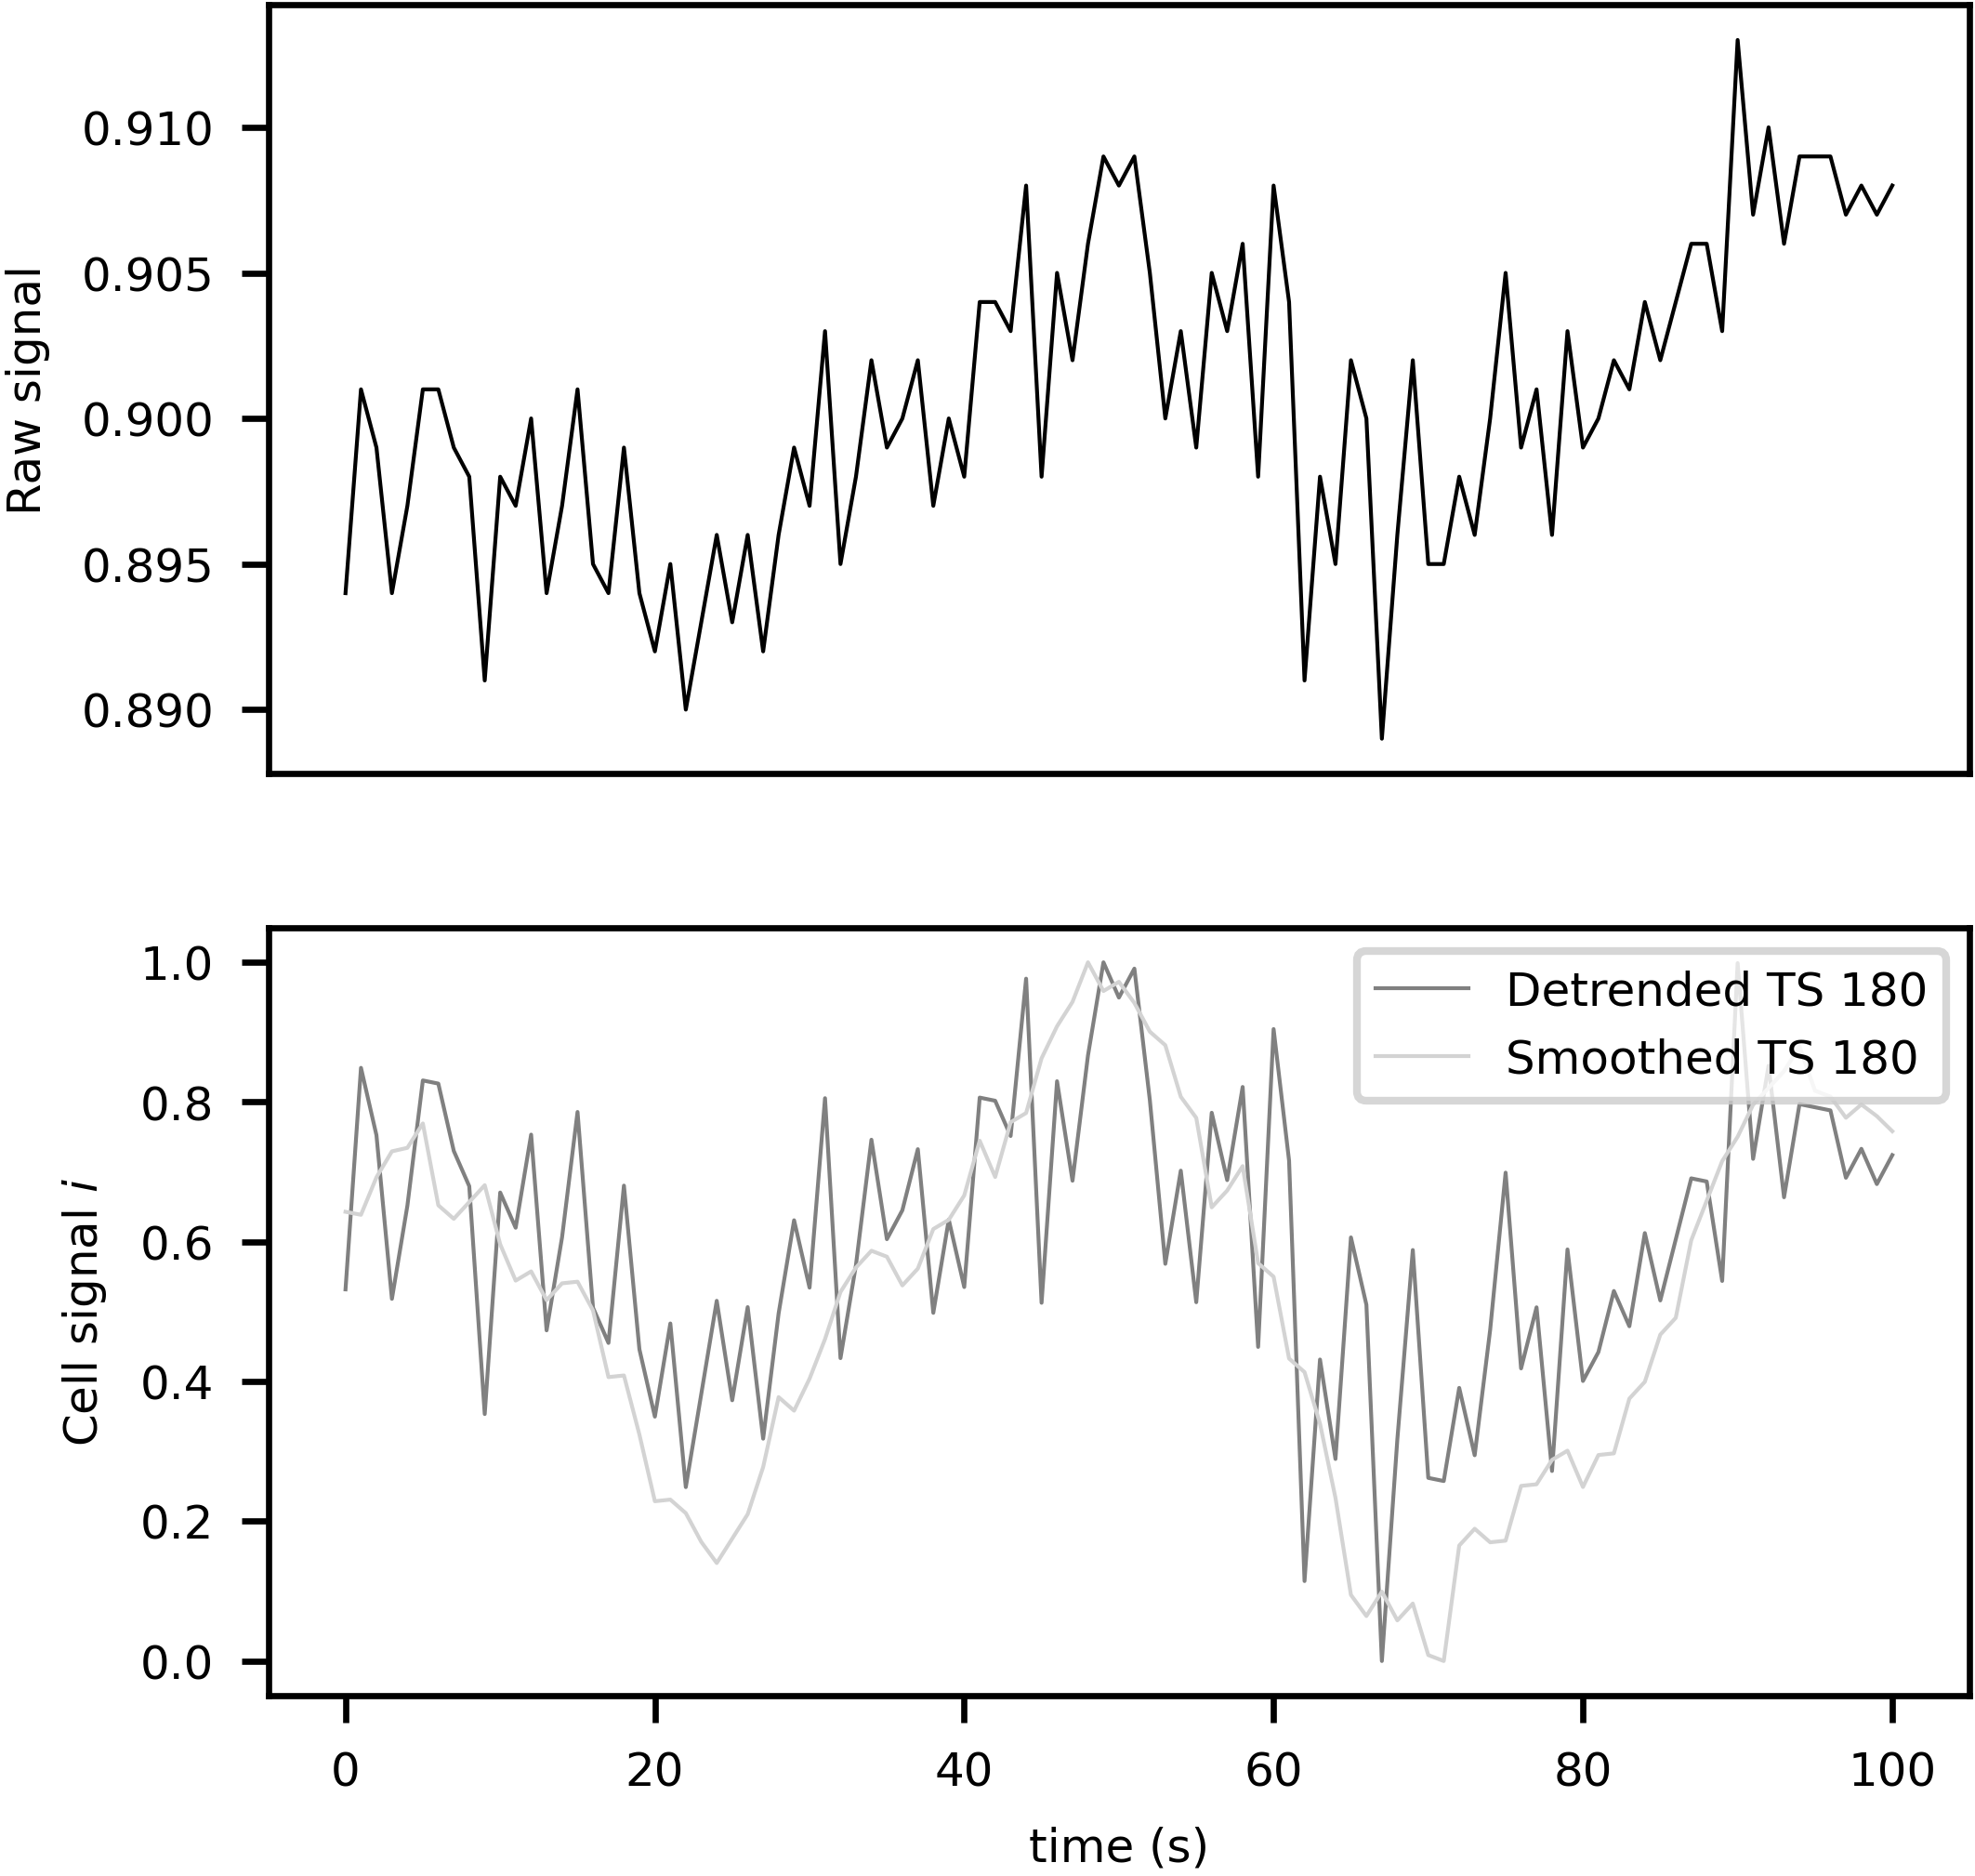 Raw signal
0.910
0.905
0.900
0.895
0.890
Cell signal i
1.0
0.8
0.6
0.4
0.2
0.0
Detrended TS 180
Smoothed TS 180
0 20 40 60 80 100
time (s)